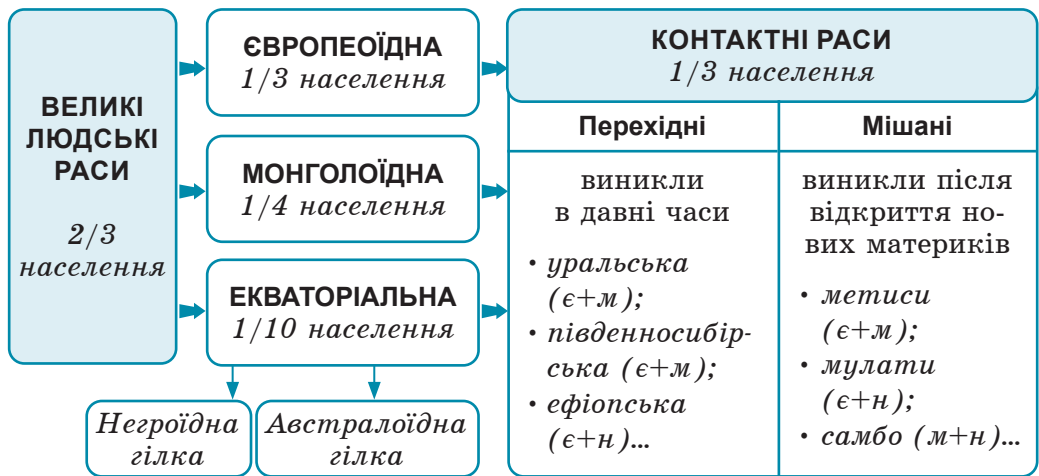 ВЕЛИКІ
ЛЮДСЬКІ
РАСИ
2/3
населення
ЄВРОПЕОЇДНА
1/3 населення
МОНГОЛОЇДНА
1/4 населення
ЕКВАТОРІАЛЬНА
1/10 населення
Негроїдна
гілка
Австралоїдна
гілка
КОНТАКТНІ РАСИ
1/3 населення
Перехідні
виникли
в давні часи
• уральська
(є+м);
• південносибір-
ська (є+м);
• ефіопська
(є+н)...
Мішані
виникли після
відкриття но-
вих материків
• метиси
(є+м);
• мулати
(є+н);
• самбо (м+н)...